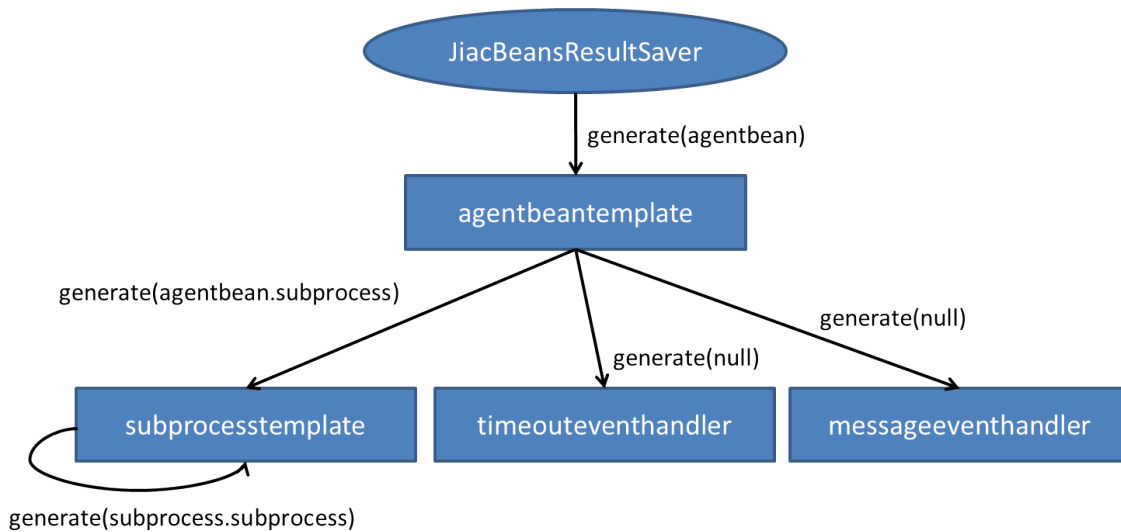 JiacBeansResultSaver
generate(agentbean)
agentbeantemplate
generate(agentbean.subprocess)
generate(null)
generate(null)
subprocesstemplate
timeouteventhandler
messageeventhandler
generate(subprocess.subprocess)